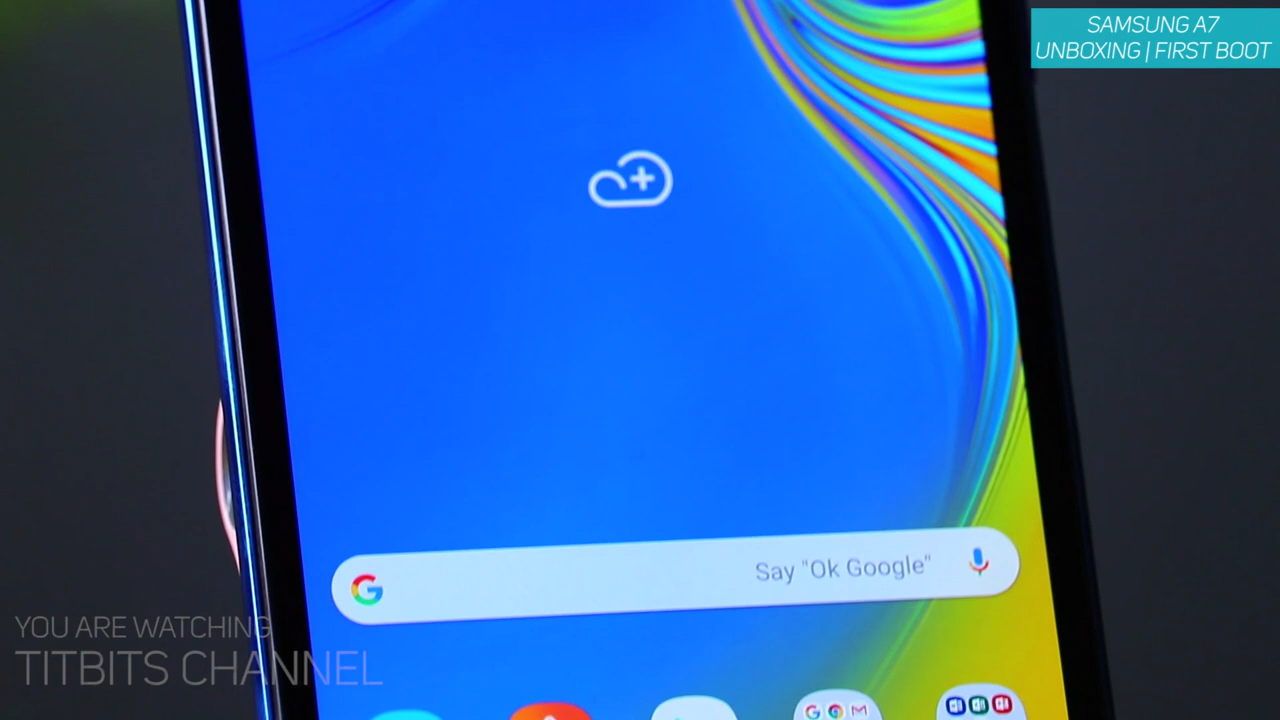 SAMSUNG A7
UNBOXING | FIRST BOOT
Say "Ok Google"
YOU ARE WATCHING
TITBITS CHANNEL